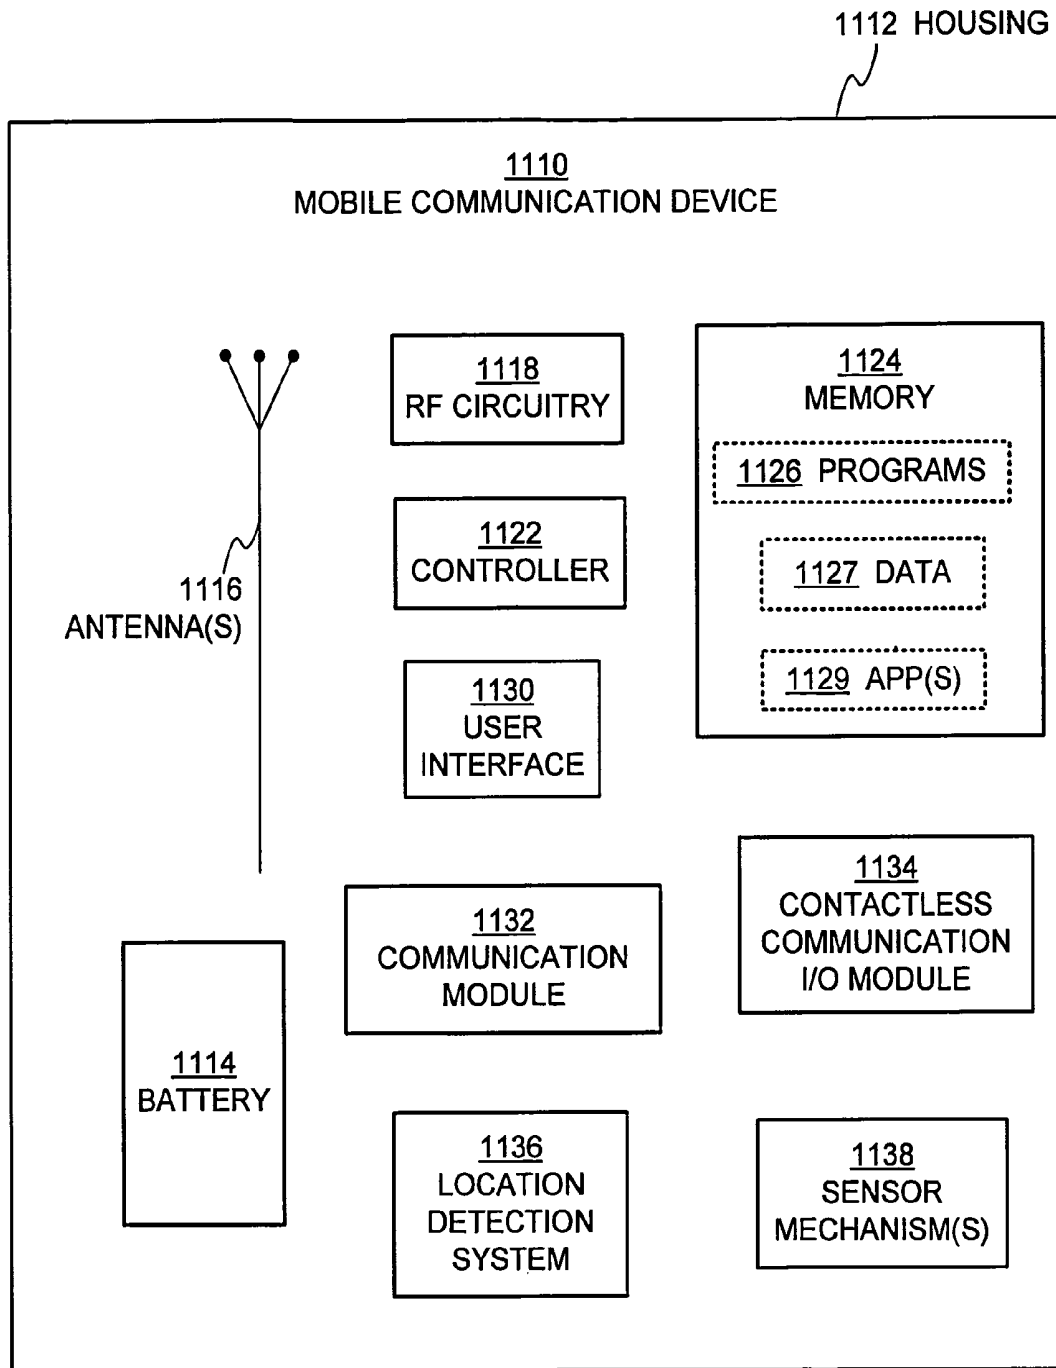 1112 HOUSING
1110
MOBILE COMMUNICATION DEVICE
1118
RF CIRCUITRY
1124
MEMORY
1126 PROGRAMS
1127 DATA
1129 APP(S)
1122
CONTROLLER
1116
ANTENNA(S)
1130
USER
INTERFACE
1134
CONTACTLESS
COMMUNICATION
I/O MODULE
1132
COMMUNICATION
MODULE
1114
BATTERY
1136
LOCATION
DETECTION
SYSTEM
1138
SENSOR
MECHANISM(S)